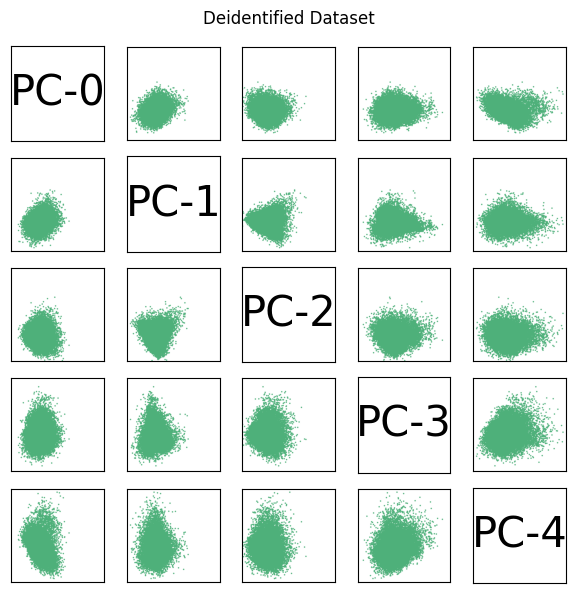 Deidentified Dataset
PC-0
PC-1
PC-2
PC-3
PC-4